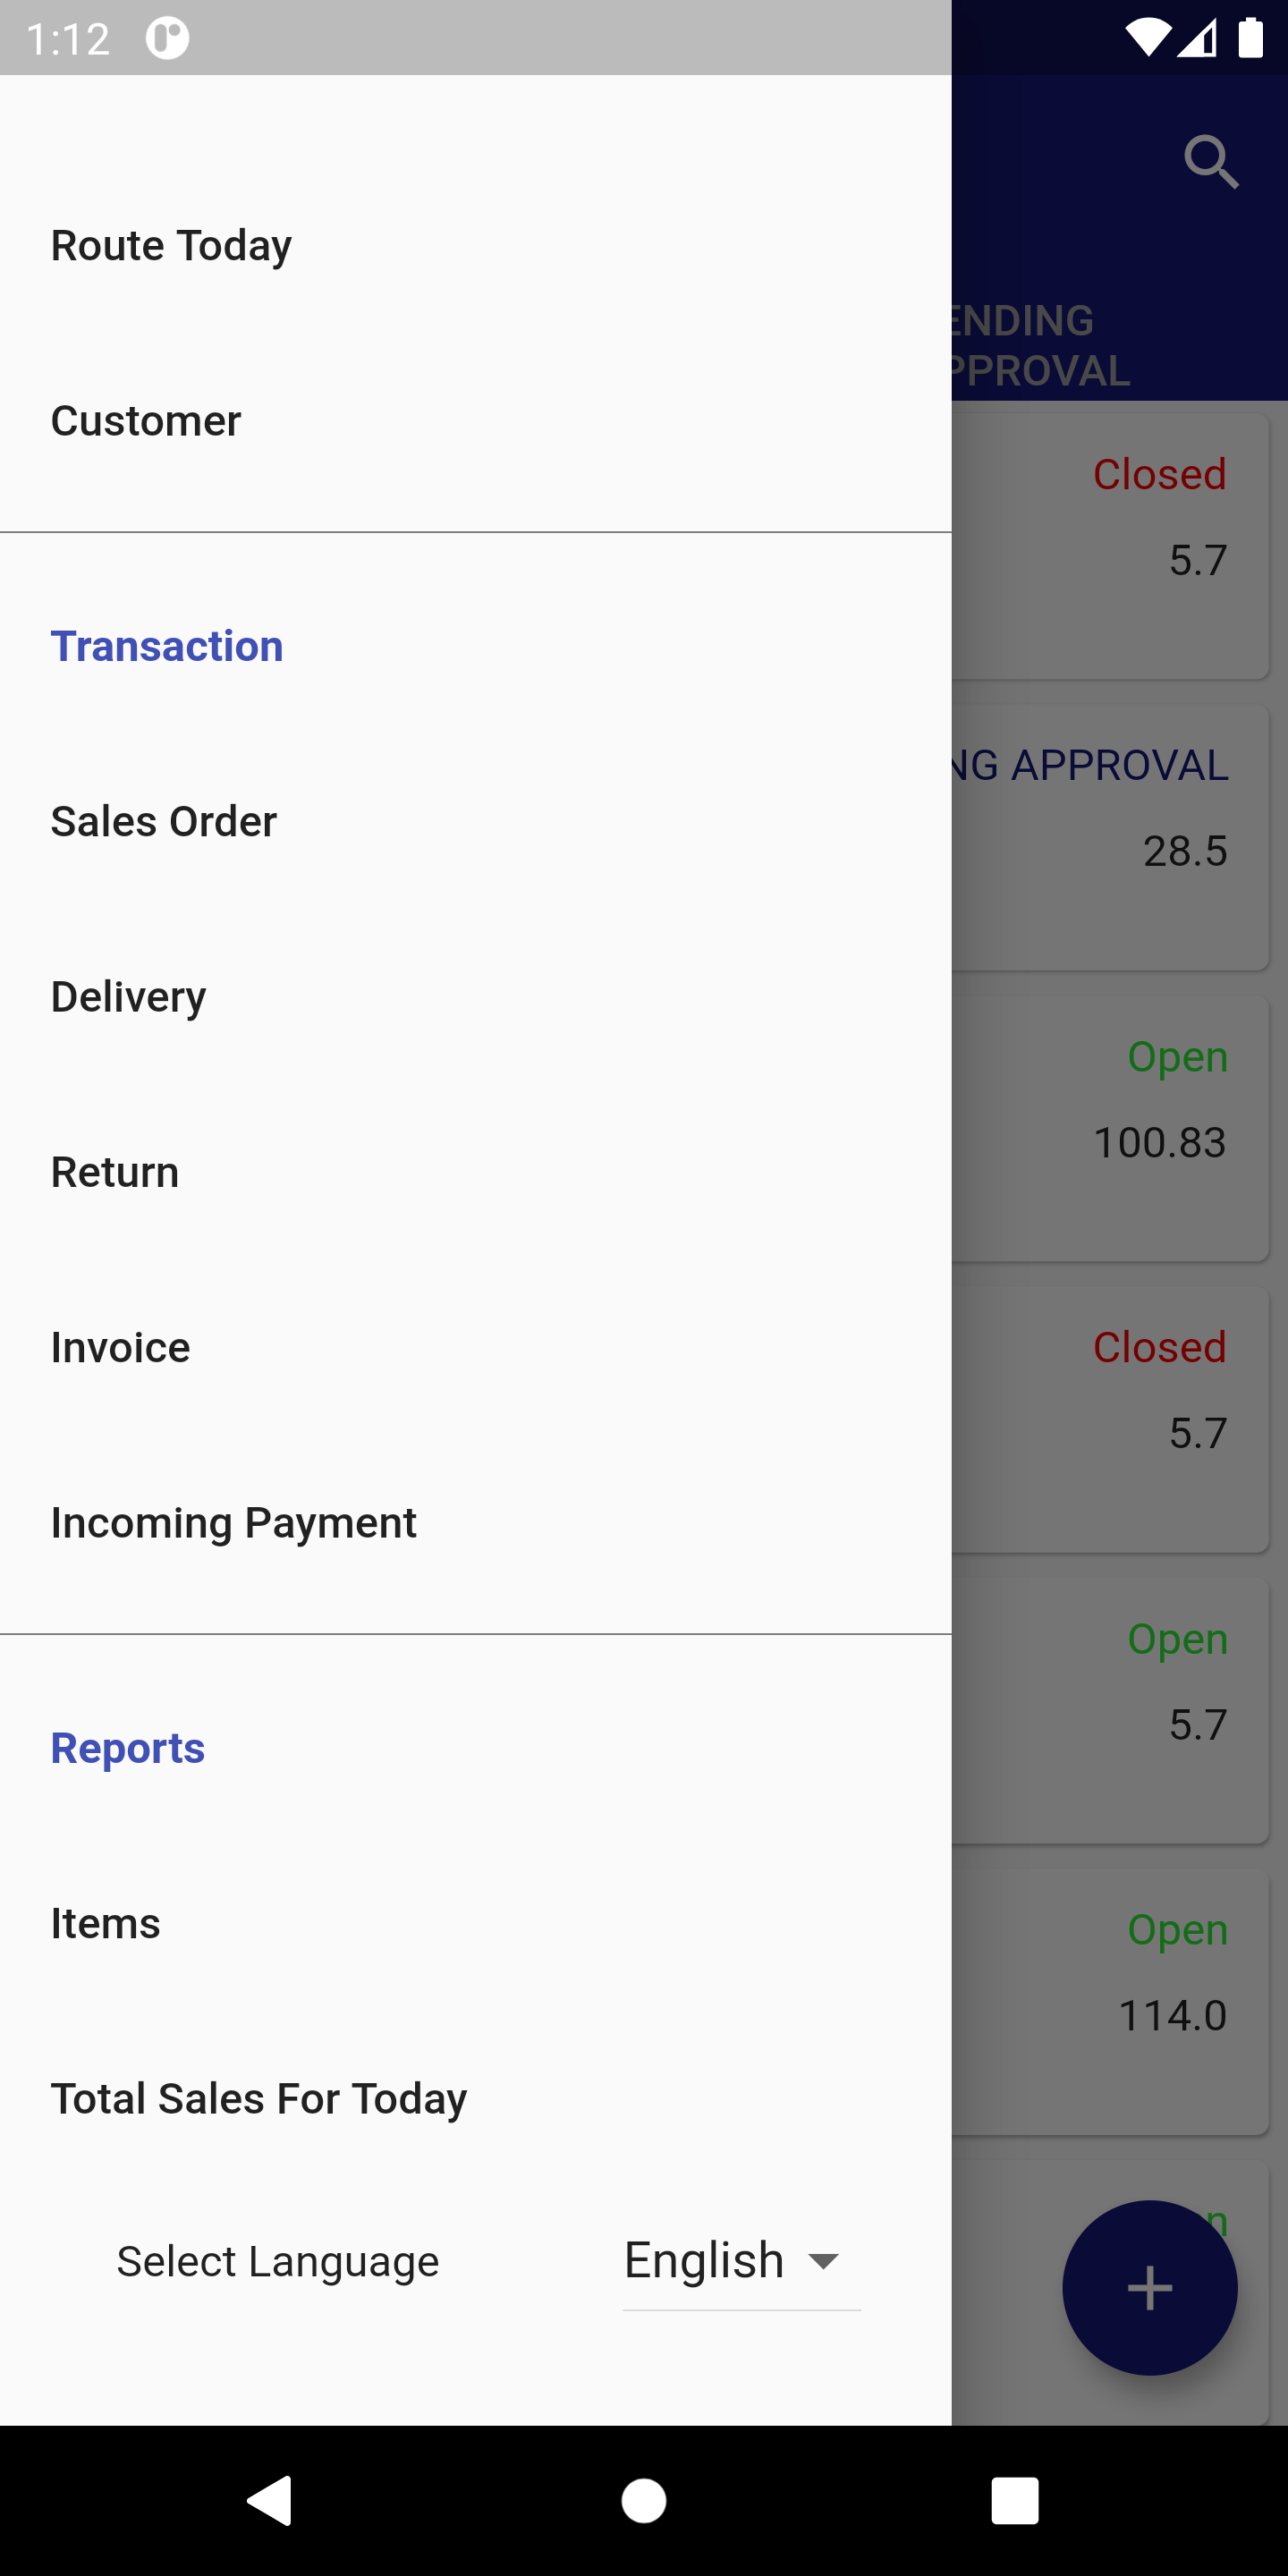 1:12
Route Today
Customer
Transaction
Sales Order
Delivery
Return
Invoice
Incoming Payment
Reports
Items
Total Sales For Today
Select Language
English
ENDING
PPROVAL
Closed
5.7
NG APPROVAL
28.5
Open
100.83
Closed
5.7
Open
5.7
Open
114.0
n